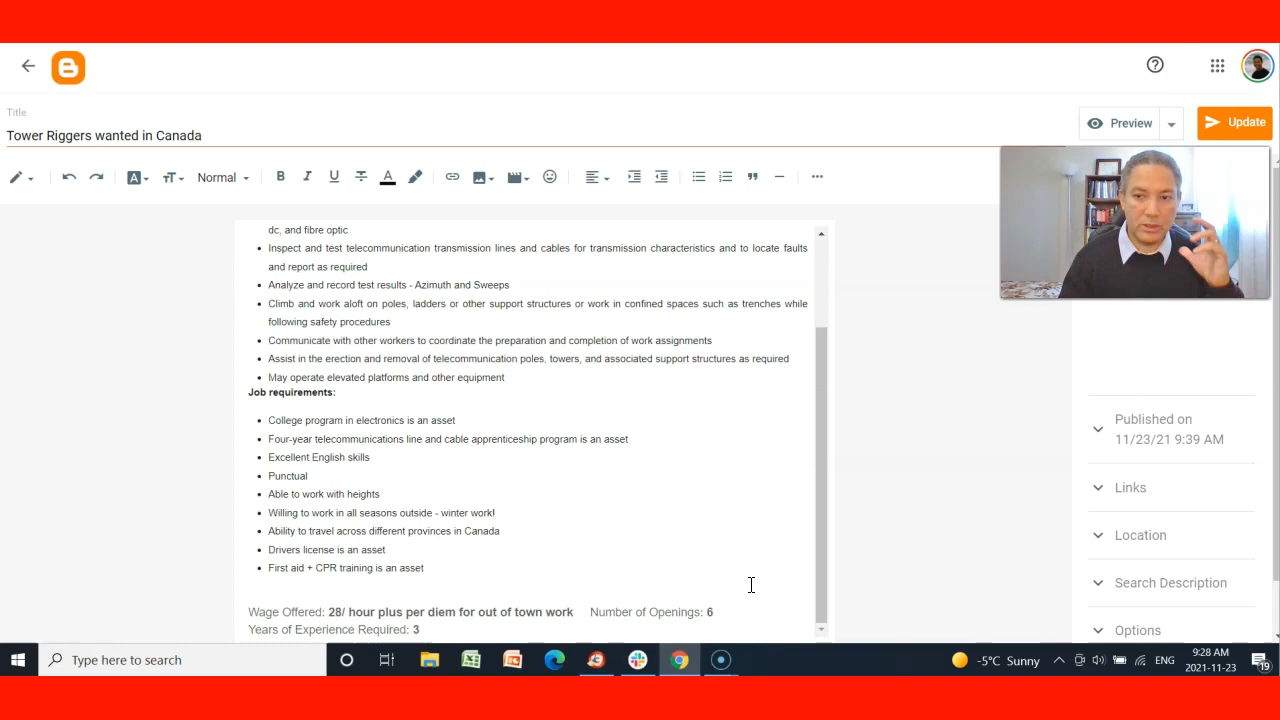 Title
Tower Riggers wanted in Canada
Preview
Update
Normal
B I U A
dc, and fibre optic
Inspect and test telecommunication transmission lines and cables for transmission characteristics and to locate faults
and report as required
Analyze and record test results - Azimuth and Sweeps
Climb and work aloft on poles, ladders or other support structures or work in confined spaces such as trenches while
following safety procedures
Communicate with other workers to coordinate the preparation and completion of work assignments
Assist in the erection and removal of telecommunication poles, towers, and associated support structures as required
May operate elevated platforms and other equipment
Job requirements:
College program in electronics is an asset
Four-year telecommunications line and cable apprenticeship program is an asset
Excellent English skills
Punctual
Able to work with heights
Willing to work in all seasons outside - winter work!
Ability to travel across different provinces in Canada
Drivers license is an asset
First aid + CPR training is an asset
Wage Offered: 28/ hour plus per diem for out of town work Number of Openings: 6
Years of Experience Required: 3
Published on
11/23/21 9:39 AM
Links
Location
Search Description
Options
Type here to search
-5°C Sunny
ENG
9:28 AM
2021-11-23
19